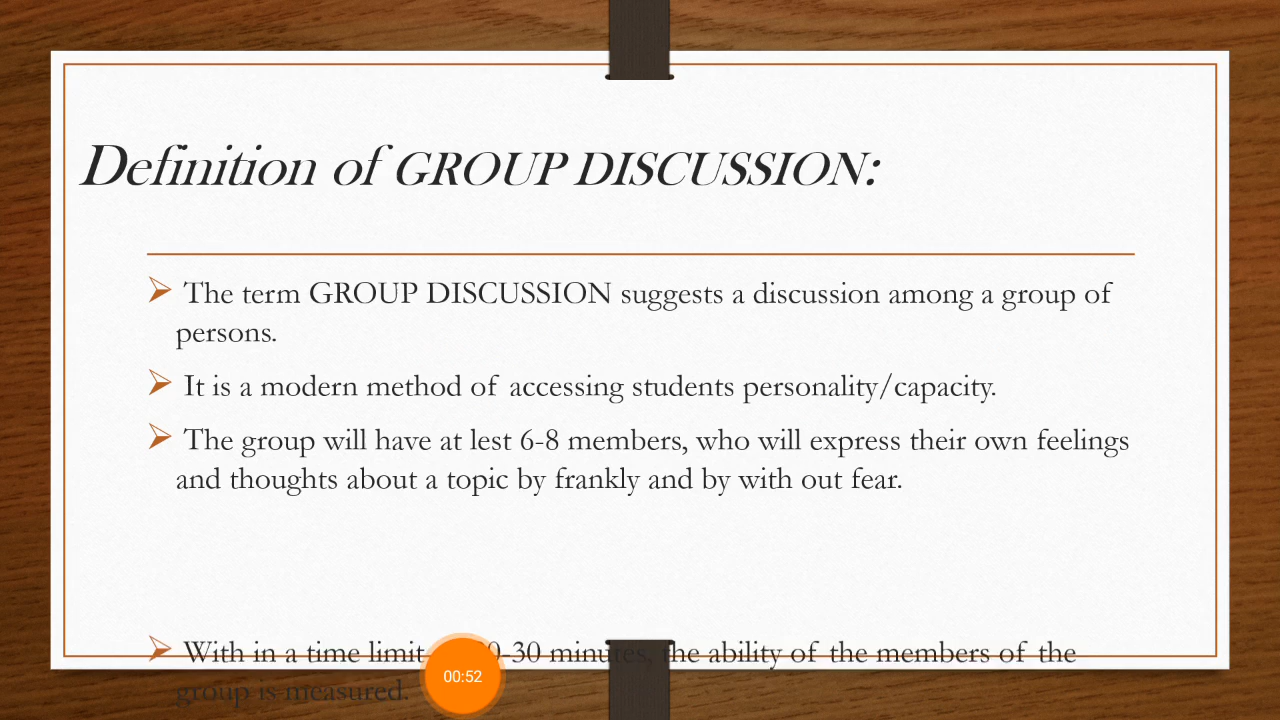 Definition of GROUP DISCUSSION:
The term GROUP DISCUSSION suggests a discussion among a group of
persons.
It is a modern method of accessing students personality/capacity.
The group will have at lest 6-8 members, who will express their own feelings
and thoughts about a topic by frankly and by with out fear.
With in a time limit 0-30 minutes, the ability of the members of the
group is measured.
00:52